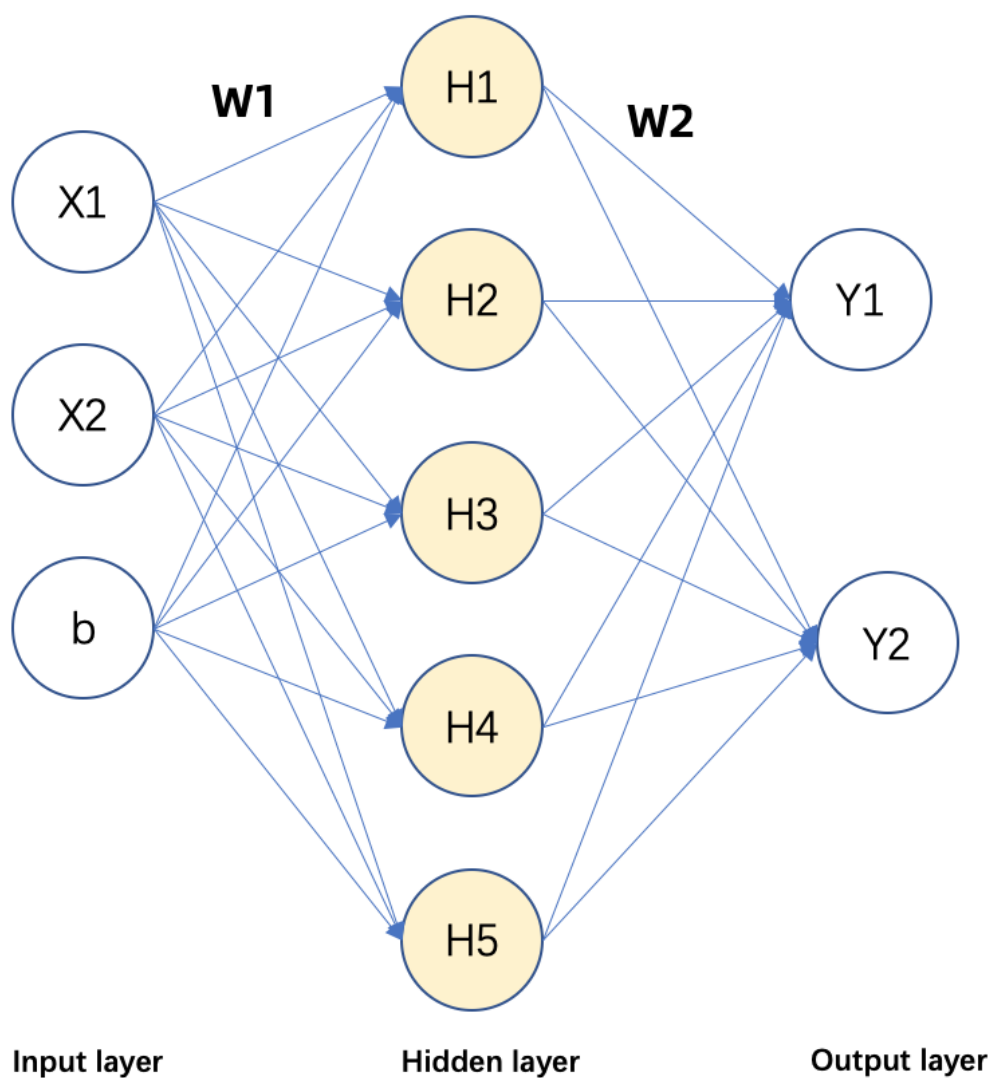 W1
W2
X1
X2
b
H1
H2
H3
H4
H5
Y1
Y2
Input layer
Hidden layer
Output layer